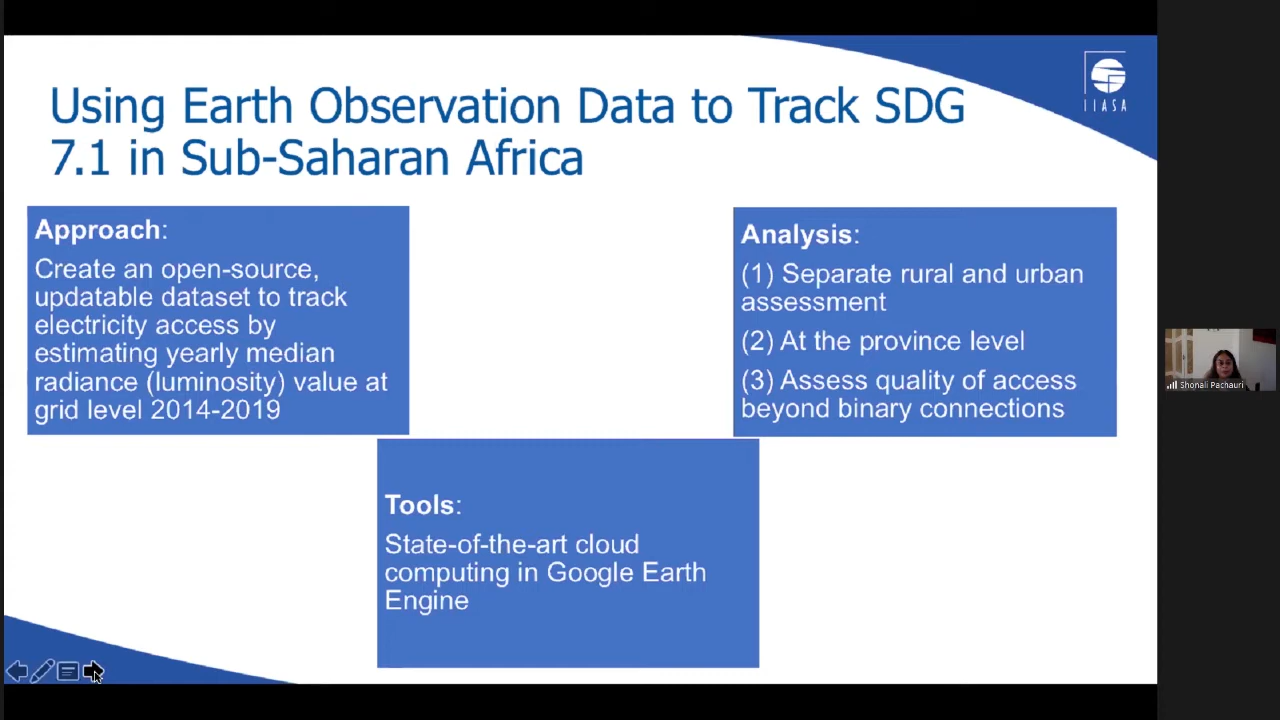 Using Earth Observation Data to Track SDG
7.1 in Sub-Saharan Africa
IIASA
Approach:
Create an open-source,
updatable dataset to track
electricity access by
estimating yearly median
radiance (luminosity) value at
grid level 2014-2019
Tools:
State-of-the-art cloud
computing in Google Earth
Engine
Analysis:
(1) Separate rural and urban
assessment
(2) At the province level
(3) Assess quality of access
beyond binary connections
Shonali Pachauri